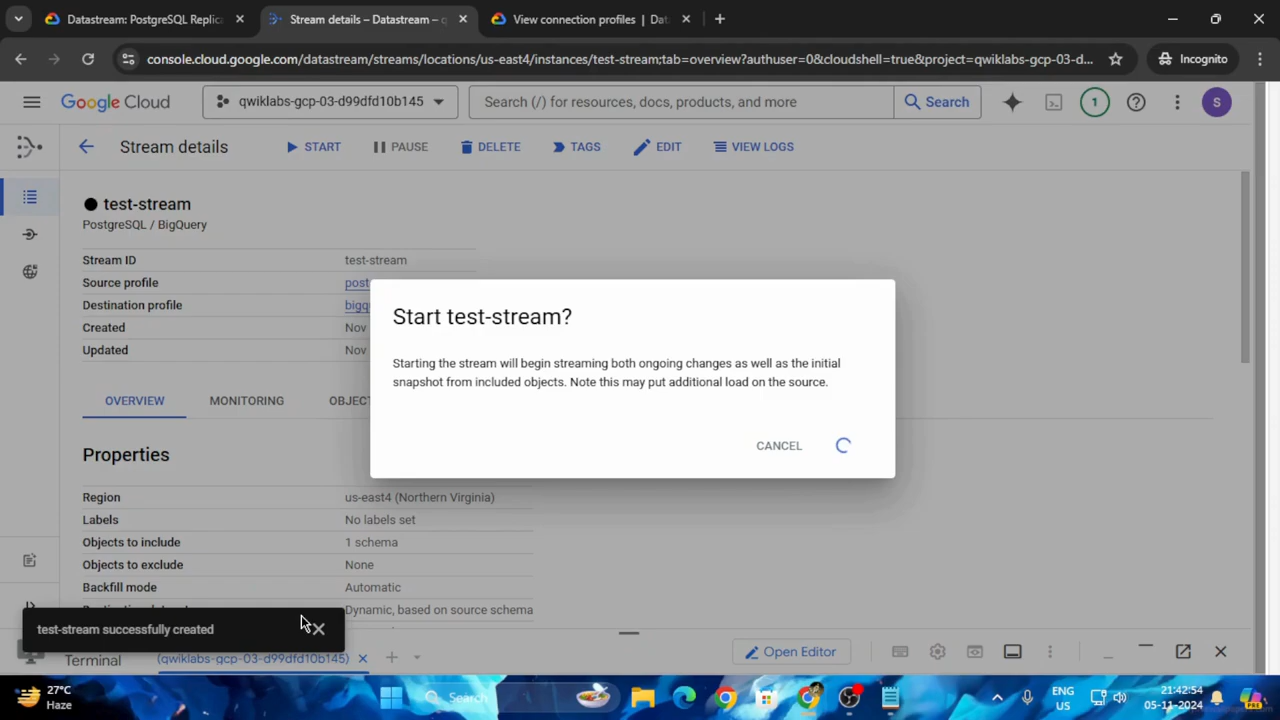 Datastream: PostgreSQL Replica
Stream details – Datastream – q
View connection profiles | Dat
console.cloud.google.com/datastream/streams/locations/us-east4/instances/test-stream;tab=overview?authuser=0&cloudshell=true&project=qwiklabs-gcp-03-d...
Incognito
Google Cloud
qwiklabs-gcp-03-d99dfd10b145
Search (/) for resources, docs, products, and more
Search
1
S
Stream details
START
PAUSE
DELETE
TAGS
EDIT
VIEW LOGS
test-stream
PostgreSQL / BigQuery
Stream ID test-stream
Source profile post
Destination profile bigq
Created Nov
Updated Nov
Start test-stream?
Starting the stream will begin streaming both ongoing changes as well as the initial
snapshot from included objects. Note this may put additional load on the source.
CANCEL
OVERVIEW
MONITORING
OBJECT
Properties
Region us-east4 (Northern Virginia)
Labels No labels set
Objects to include 1 schema
Objects to exclude None
Backfill mode Automatic
Dynamic, based on source schema
test-stream successfully created
Terminal
(qwiklabs-gcp-03-d99dfd10b145)
Open Editor
27°C
Haze
Search
ENG
US
21:42:54
05-11-2024
PRE